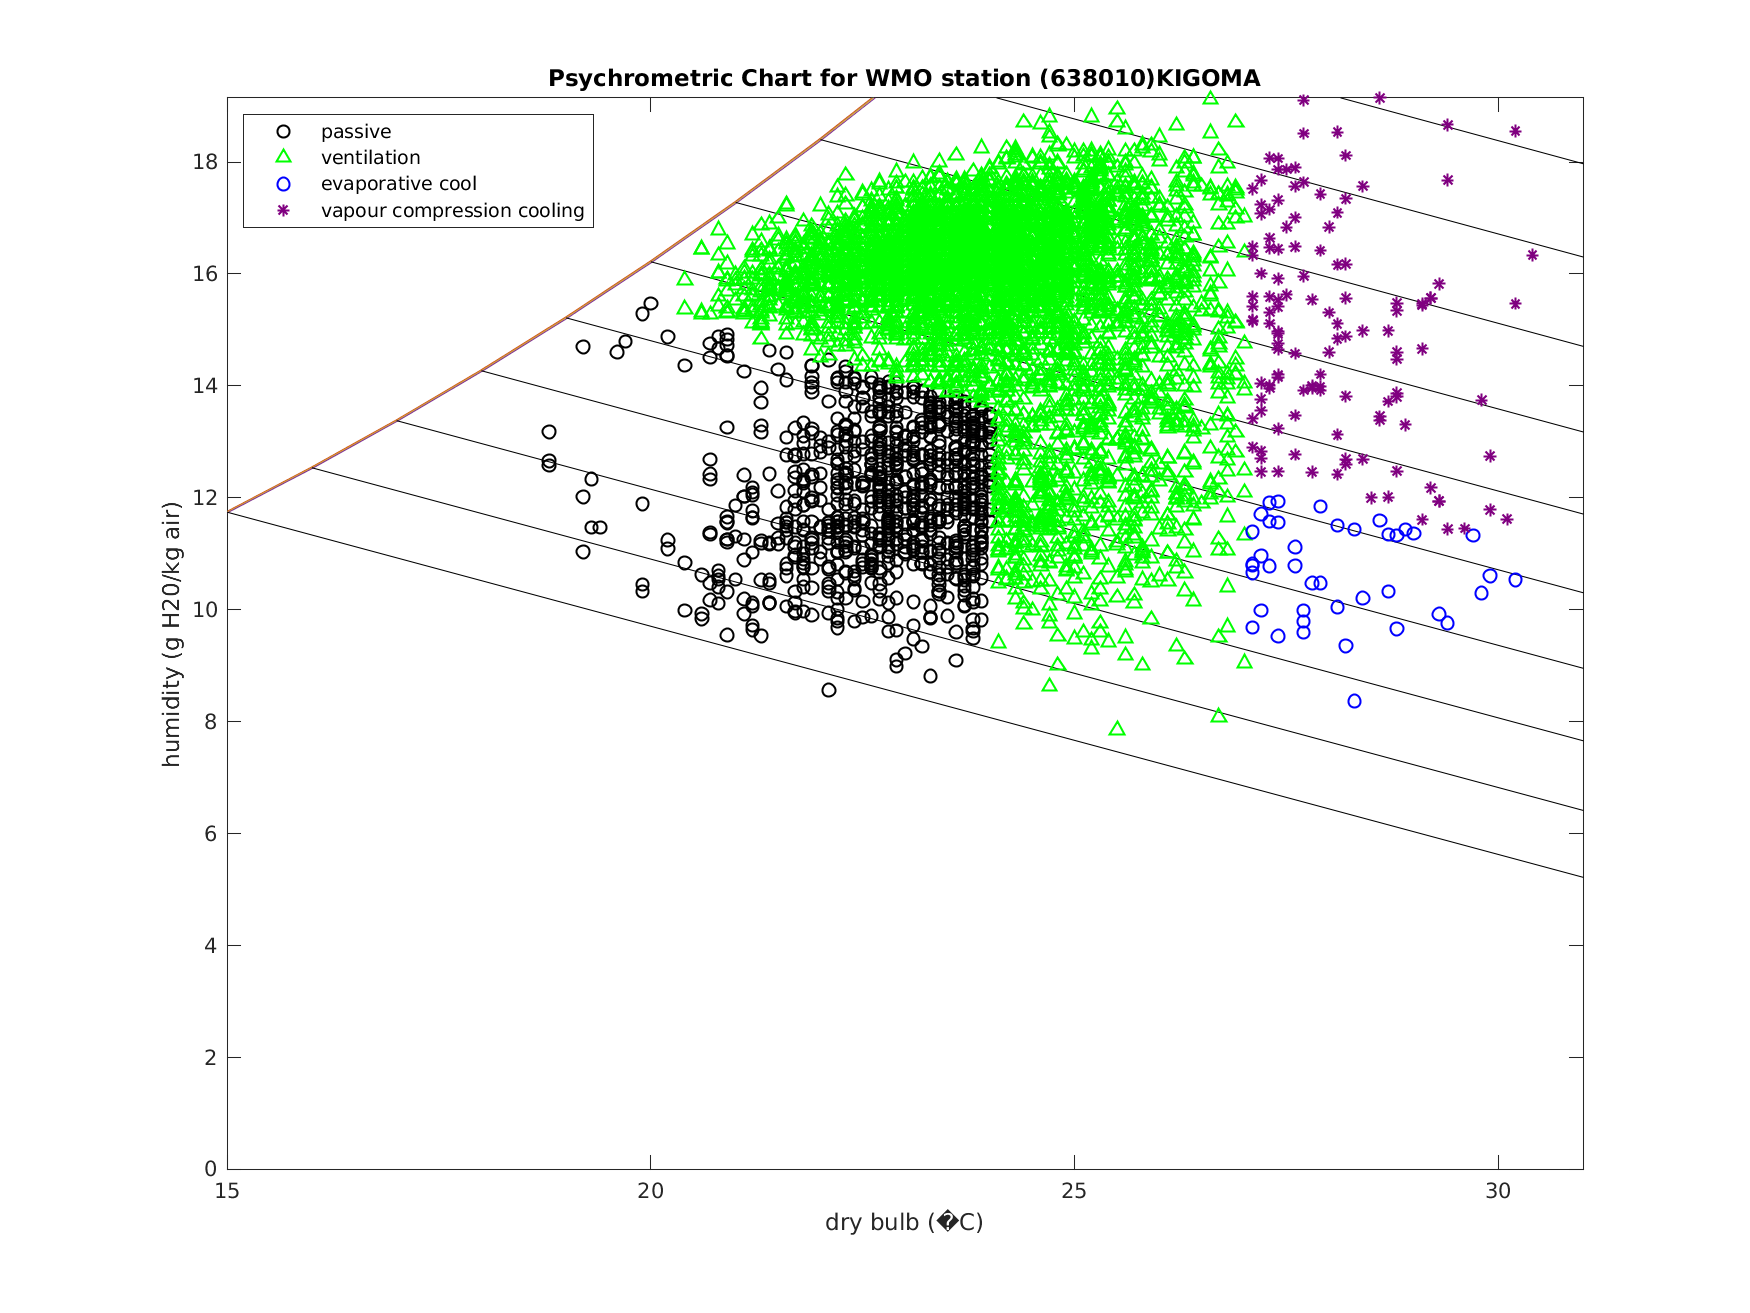 Psychrometric Chart for WMO station (638010)KIGOMA
passive
ventilation
evaporative cool
vapour compression cooling
humidity (g H20/kg air)
18
16
14
12
10
8
6
4
2
0
15 20 25 30
dry bulb (�C)